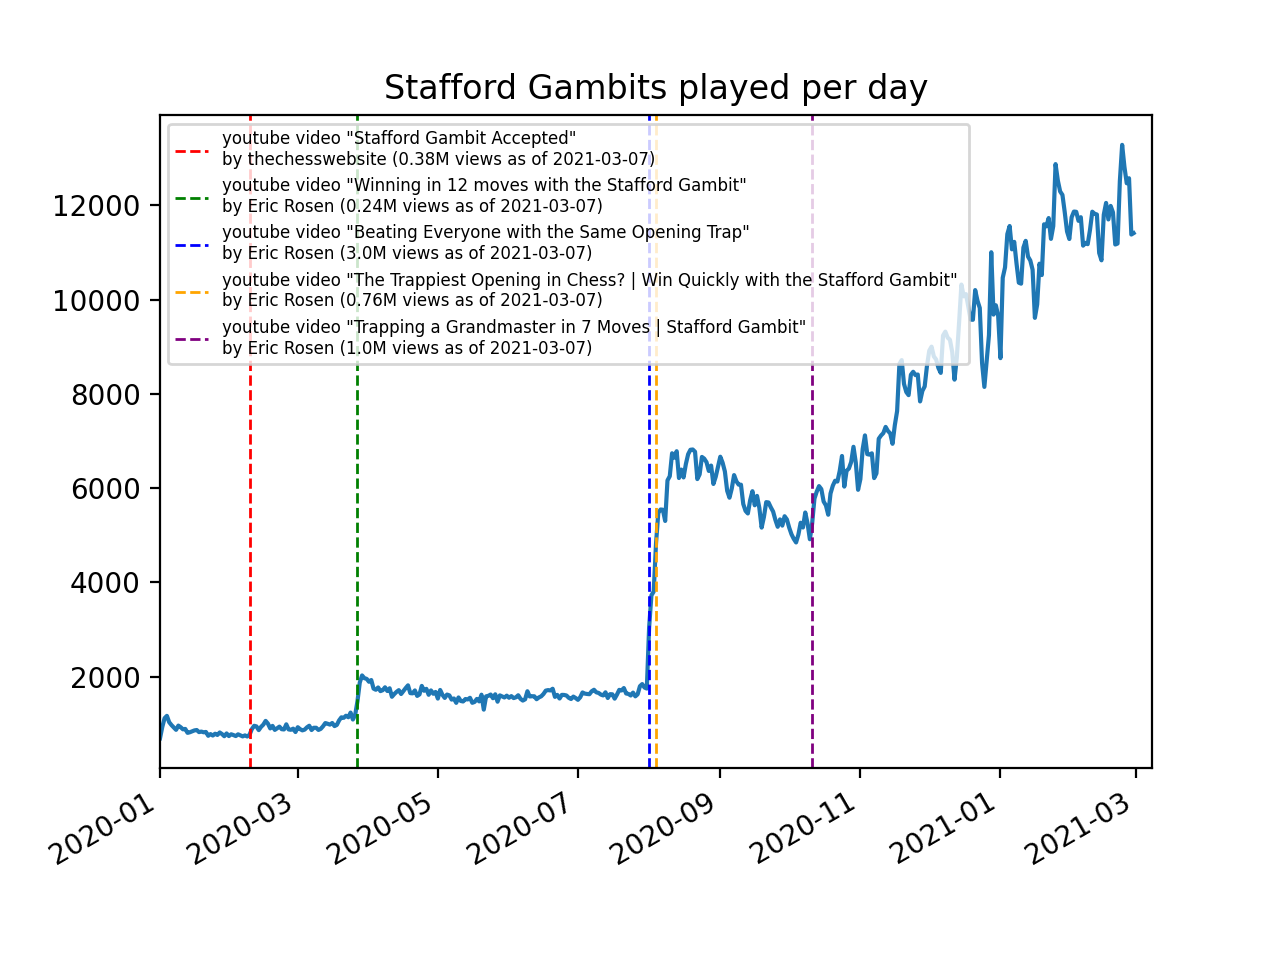 Stafford Gambits played per day
youtube video "Stafford Gambit Accepted"
by thechesswebsite (0.38M views as of 2021-03-07)
youtube video "Winning in 12 moves with the Stafford Gambit"
by Eric Rosen (0.24M views as of 2021-03-07)
youtube video "Beating Everyone with the Same Opening Trap"
by Eric Rosen (3.0M views as of 2021-03-07)
youtube video "The Trappiest Opening in Chess? | Win Quickly with the Stafford Gambit"
by Eric Rosen (0.76M views as of 2021-03-07)
youtube video "Trapping a Grandmaster in 7 Moves | Stafford Gambit"
by Eric Rosen (1.0M views as of 2021-03-07)
12000
10000
8000
6000
4000
2000
2020-01
2020-03
2020-05
2020-07
2020-09
2020-11
2021-01
2021-03